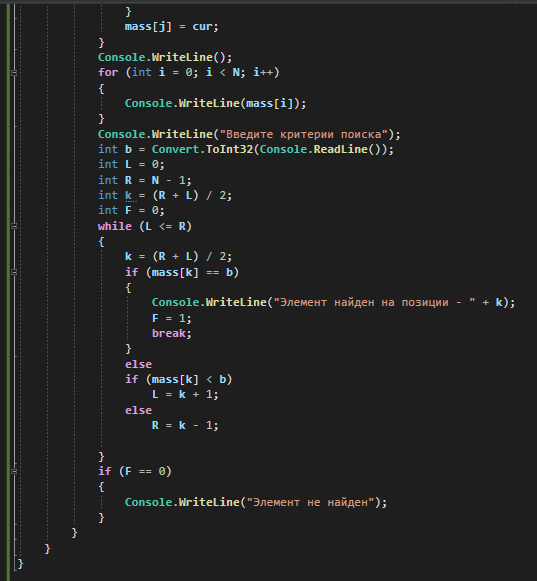 }
mass[j] = cur;
}
Console.WriteLine();
for (int i = 0; i < N; i++)
{
Console.WriteLine(mass[i]);
}
Console.WriteLine("Введите критерии поиска");
int b = Convert.ToInt32(Console.ReadLine());
int L = 0;
int R = N - 1;
int k = (R + L) / 2;
int F = 0;
while (L <= R)
{
k = (R + L) / 2;
if (mass[k] == b)
{
Console.WriteLine("Элемент найден на позиции - " + k);
F = 1;
break;
}
else
if (mass[k] < b)
L = k + 1;
else
R = k - 1;
}
if (F == 0)
{
Console.WriteLine("Элемент не найден");
}
}
}
}